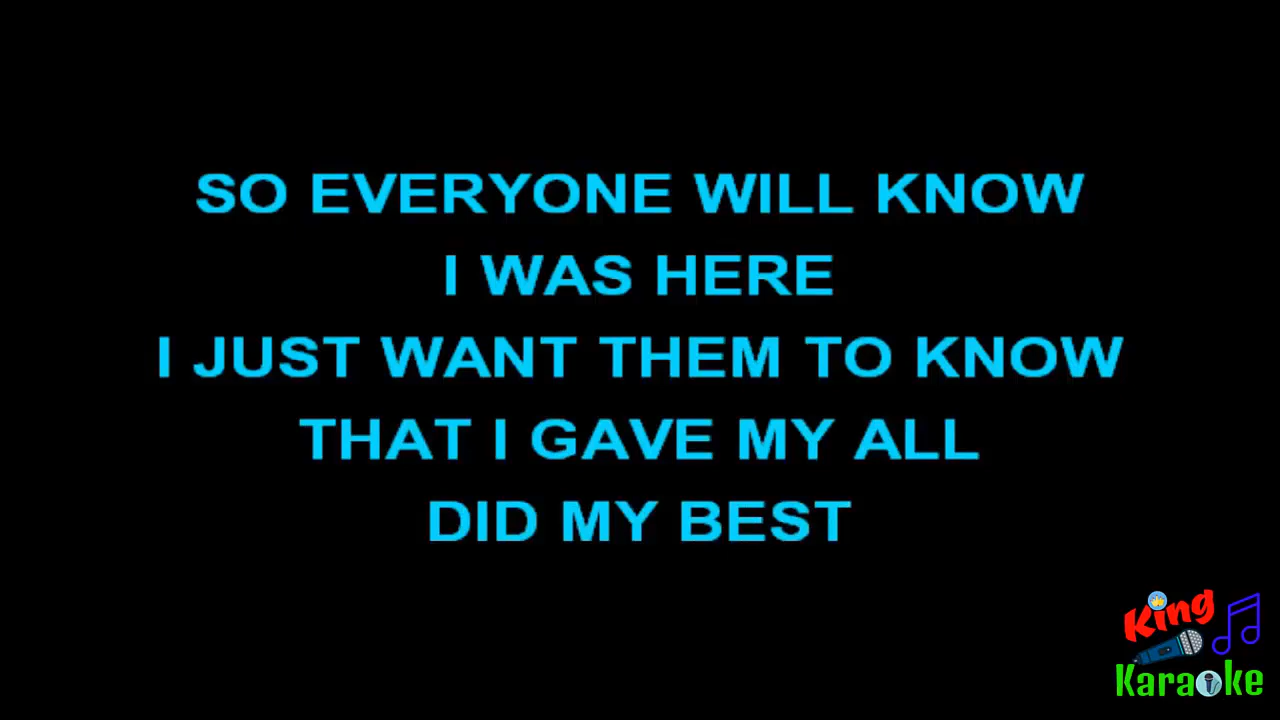 SO EVERYONE WILL KNOW
I WAS HERE
I JUST WANT THEM TO KNOW
THAT I GAVE MY ALL
DID MY BEST
King
Karaoke